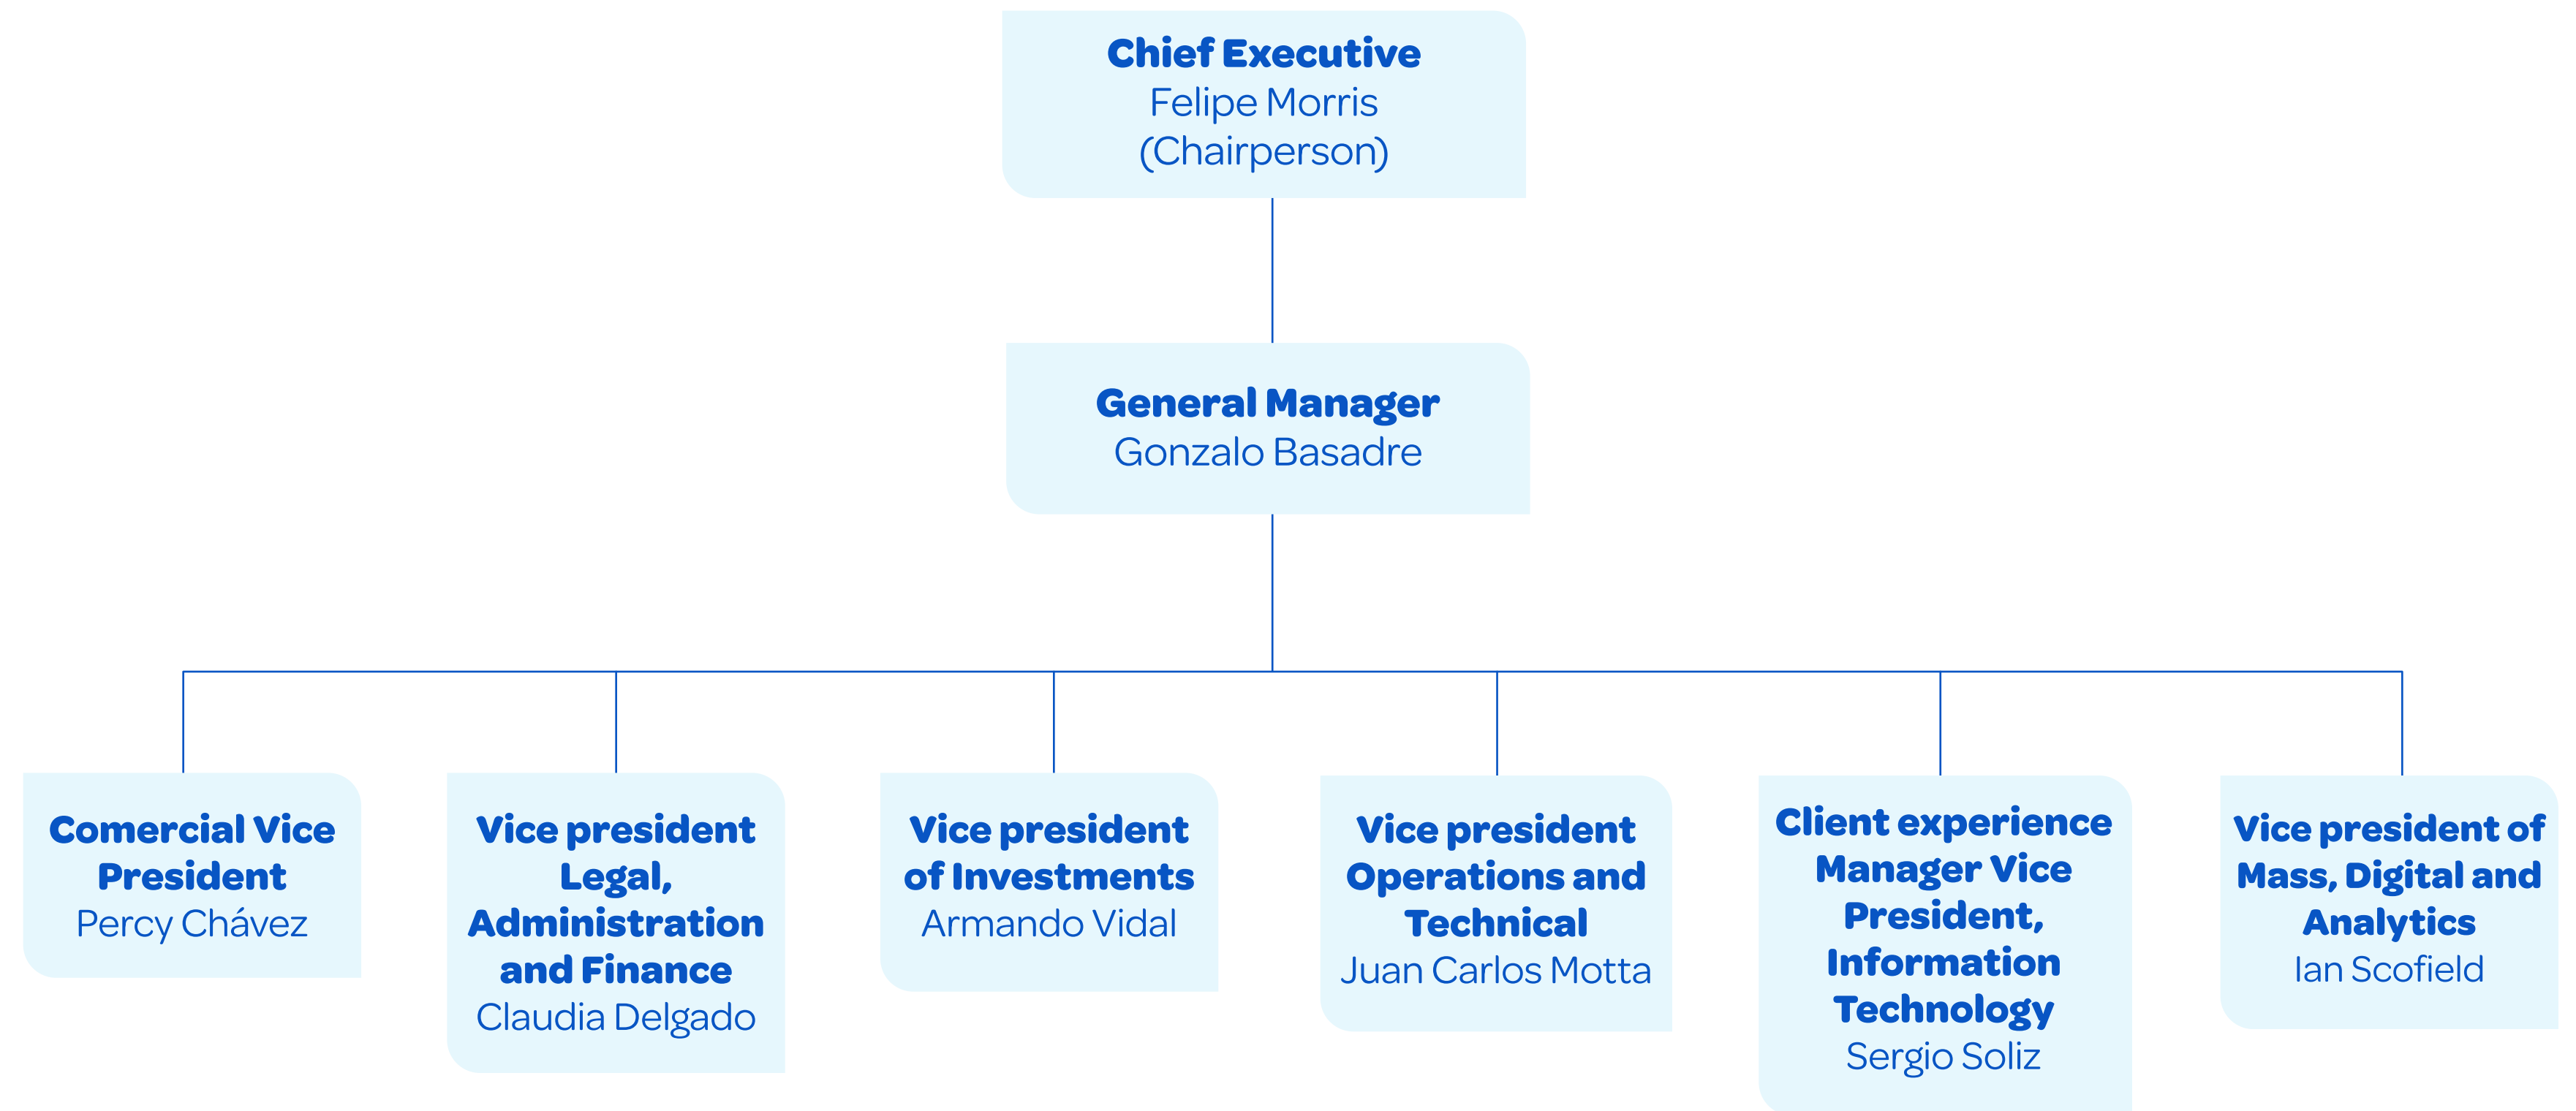 Chief Executive
Felipe Morris
(Chairperson)
General Manager
Gonzalo Basadre
Comercial Vice
President
Percy Chávez
Vice president
Legal,
Administration
and Finance
Claudia Delgado
Vice president
of Investments
Armando Vidal
Vice president
Operations and
Technical
Juan Carlos Motta
Client experience
Manager Vice
President,
Information
Technology
Sergio Soliz
Vice president of
Mass, Digital and
Analytics
Ian Scofield